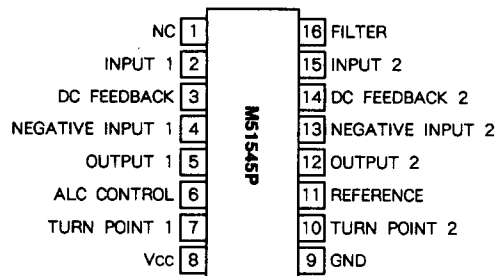 NC 1 16 FILTER
INPUT 1 2 15 INPUT 2
DC FEEDBACK 3 14 DC FEEDBACK 2
NEGATIVE INPUT 1 4 13 NEGATIVE INPUT 2
OUTPUT 1 5 12 OUTPUT 2
ALC CONTROL 6 11 REFERENCE
TURN POINT 1 7 10 TURN POINT 2
Vcc 8 9 GND
M51545P